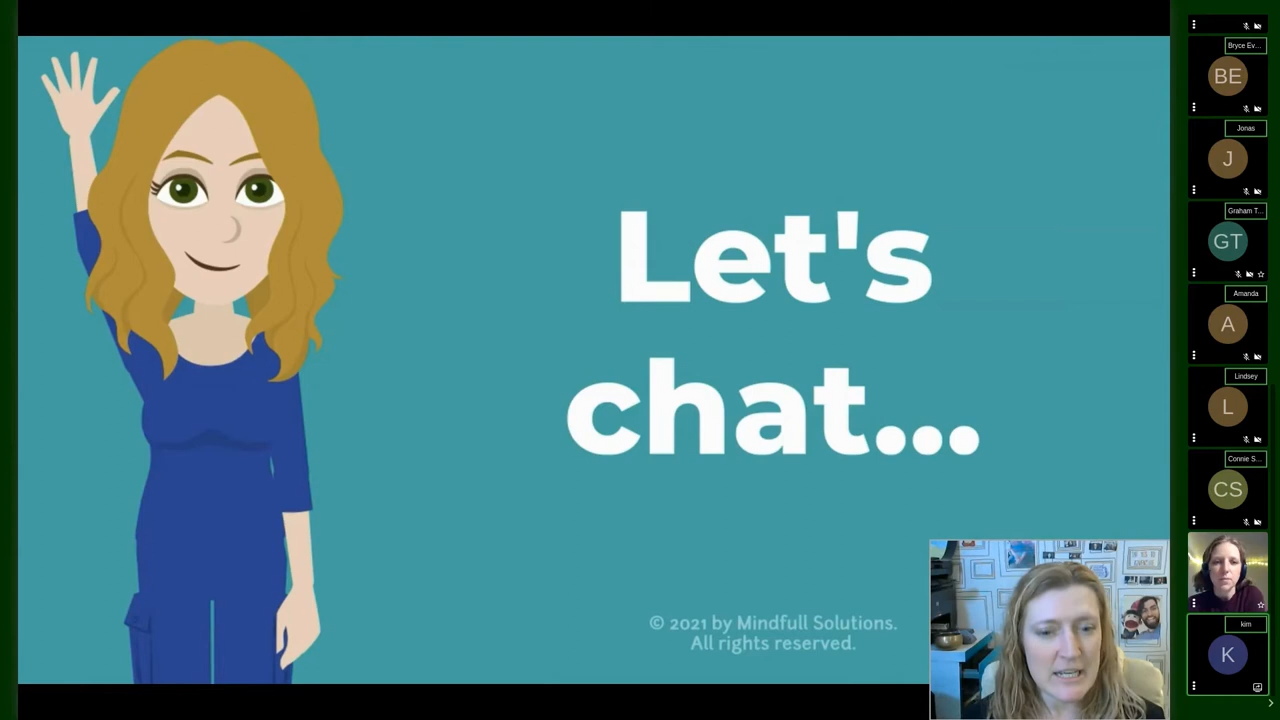 Let's
chat...
© 2021 by Mindfull Solutions.
All rights reserved.
Bryce Ev...
BE
Jonas
J
Graham T...
GT
Amanda
A
Lindsey
L
Connie S...
CS
kim
K